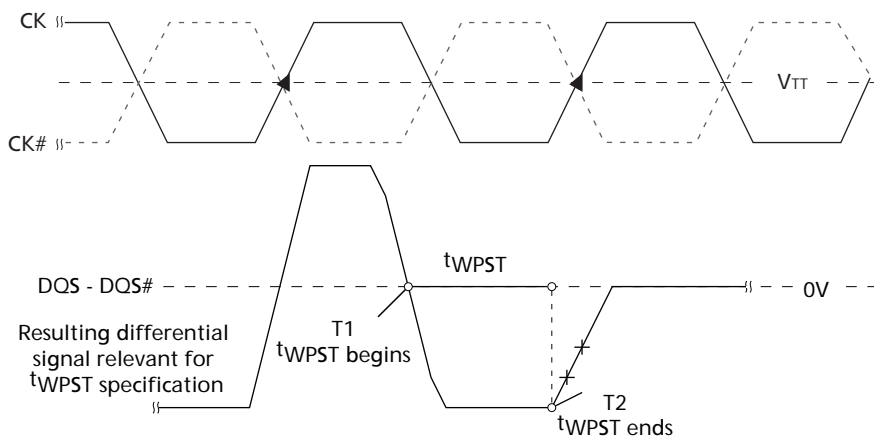 CK
VTT
CK#
tWPST
DQS - DQS#
0V
T1
tWPST begins
Resulting differential
signal relevant for
tWPST specification
T2
tWPST ends